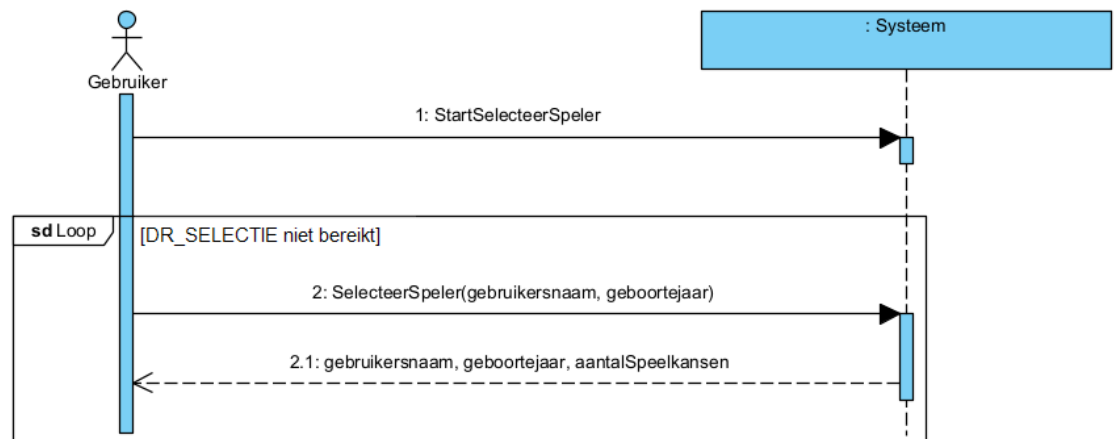 : Systeem
Gebruiker
1: StartSelecteerSpeler
sd Loop
[DR_SELECTIE niet bereikt]
2: SelecteerSpeler(gebruikersnaam, geboortejaar)
2.1: gebruikersnaam, geboortejaar, aantalSpeelkansen